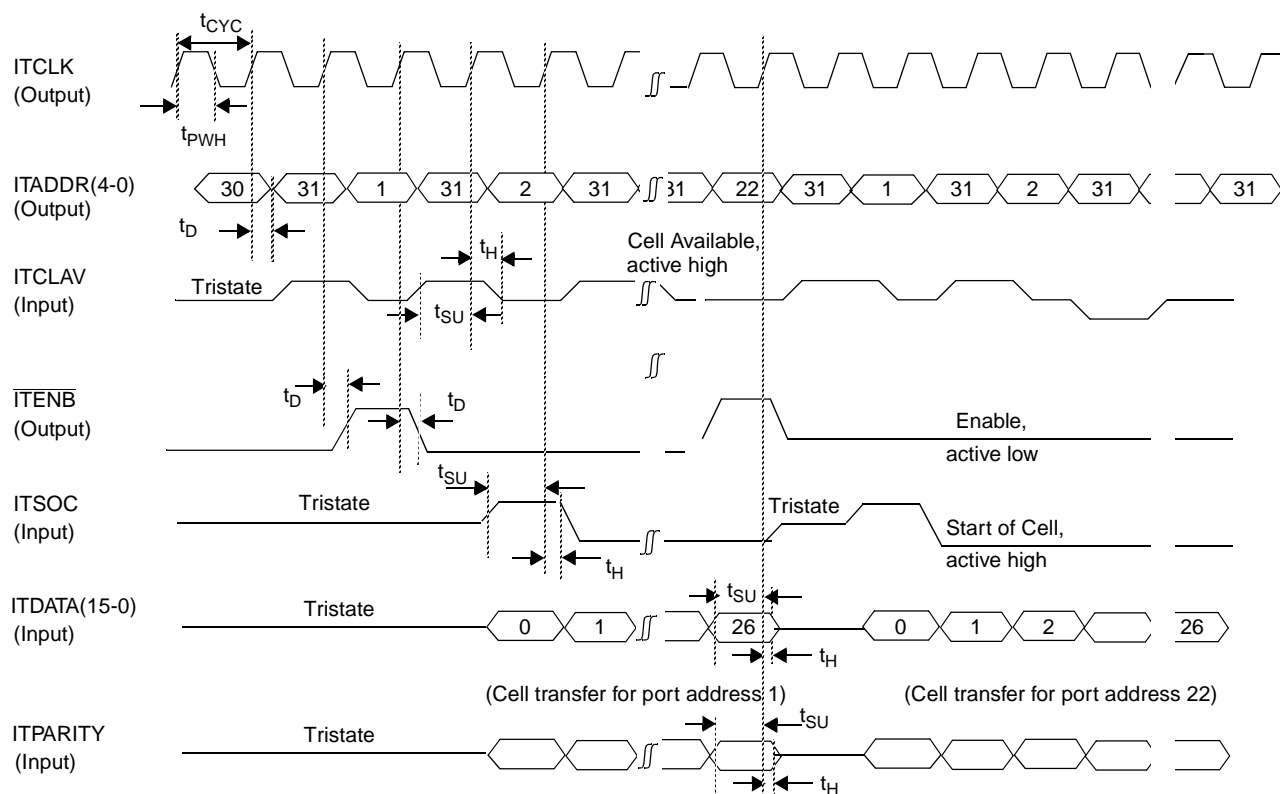 tCYC
ITCLK
(Output)
tPWH
ITADDR(4-0)
(Output)
30 31 1 31 2 31 31 22 31 1 31 2 31 31
tD
tH
Cell Available,
active high
ITCLAV
(Input)
Tristate
tSU
ITENB
(Output)
tD
tD
Enable,
active low
tSU
ITSOC
(Input)
Tristate
Tristate
Start of Cell,
active high
tH
ITDATA(15-0)
(Input)
Tristate
tSU
0 1 26 0 1 2 26
tH
(Cell transfer for port address 1)
(Cell transfer for port address 22)
tSU
ITPARITY
(Input)
Tristate
tH